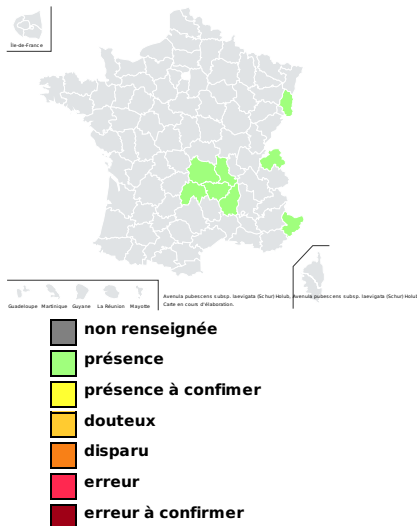 Île-de-France
Guadeloupe Martinique Guyane La Réunion Mayotte
Avenula pubescens subsp. laevigata (Schur) Holub, Avenula pubescens subsp. laevigata (Schur) Holub
Carte en cours d'élaboration.
non renseignée
présence
présence à confimer
douteux
disparu
erreur
erreur à confirmer